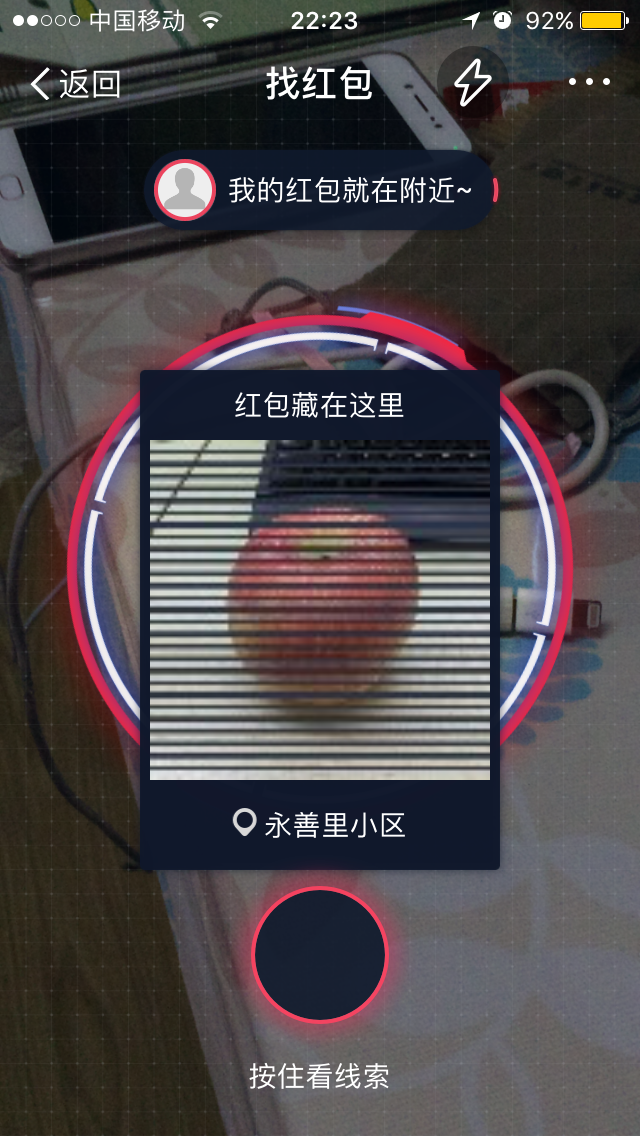 中国移动 22:23 92%
返回 找红包
我的红包就在附近~
红包藏在这里
永善里小区
按住看线索